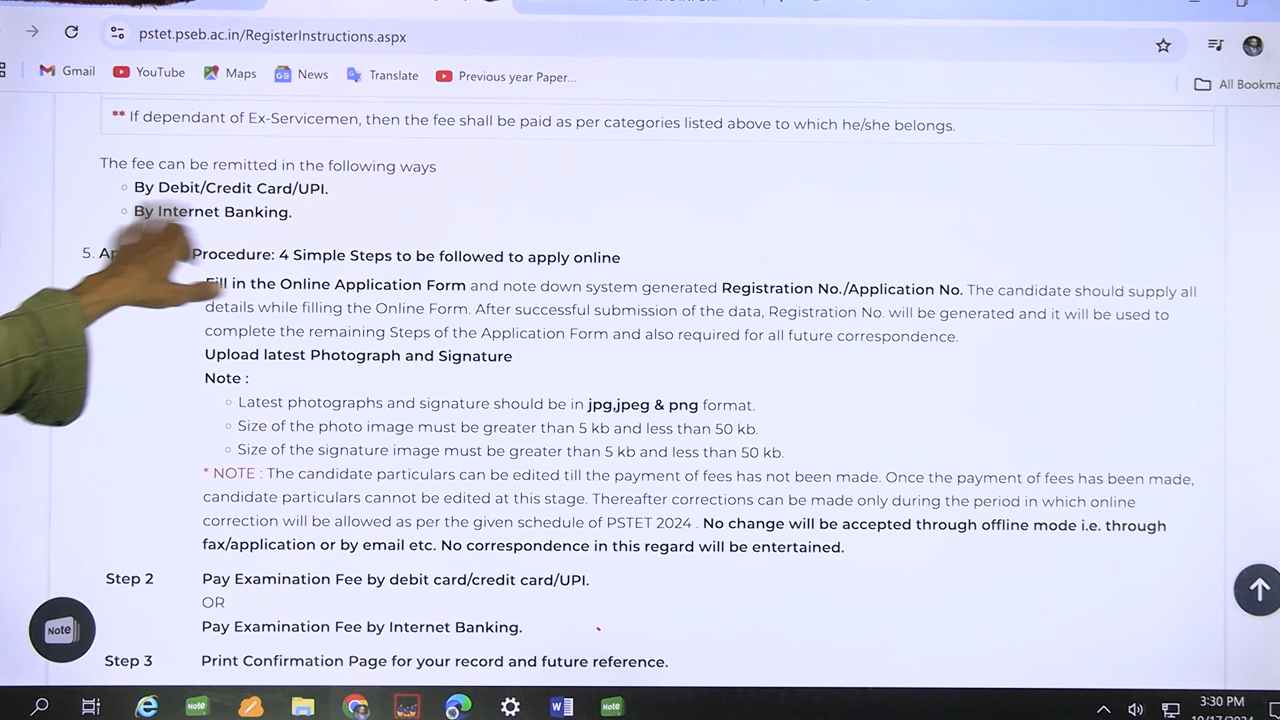 pstet.pseb.ac.in/RegisterInstructions.aspx
Gmail YouTube Maps News Translate Previous year Paper... All Bookma
** If dependant of Ex-Servicemen, then the fee shall be paid as per categories listed above to which he/she belongs.
The fee can be remitted in the following ways
By Debit/Credit Card/UPI.
By Internet Banking.
5. Procedure: 4 Simple Steps to be followed to apply online
Fill in the Online Application Form and note down system generated Registration No./Application No. The candidate should supply all
details while filling the Online Form. After successful submission of the data, Registration No. will be generated and it will be used to
complete the remaining Steps of the Application Form and also required for all future correspondence.
Upload latest Photograph and Signature
Note :
Latest photographs and signature should be in jpg,jpeg & png format.
Size of the photo image must be greater than 5 kb and less than 50 kb.
Size of the signature image must be greater than 5 kb and less than 50 kb.
* NOTE : The candidate particulars can be edited till the payment of fees has not been made. Once the payment of fees has been made,
candidate particulars cannot be edited at this stage. Thereafter corrections can be made only during the period in which online
correction will be allowed as per the given schedule of PSTET 2024 . No change will be accepted through offline mode i.e. through
fax/application or by email etc. No correspondence in this regard will be entertained.
Step 2 Pay Examination Fee by debit card/credit card/UPI.
OR
Note
Pay Examination Fee by Internet Banking.
Step 3 Print Confirmation Page for your record and future reference.
Note Note
3:30 PM